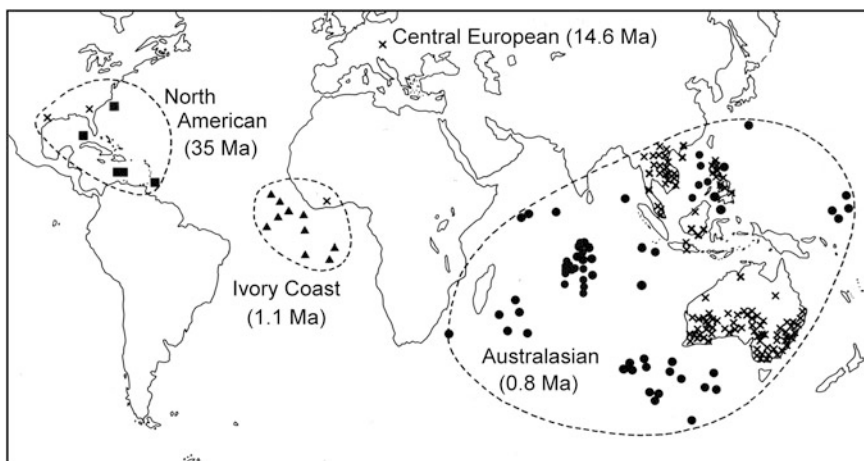 Central European (14.6 Ma)
North
American
(35 Ma)
Ivory Coast
(1.1 Ma)
Australasian
(0.8 Ma)